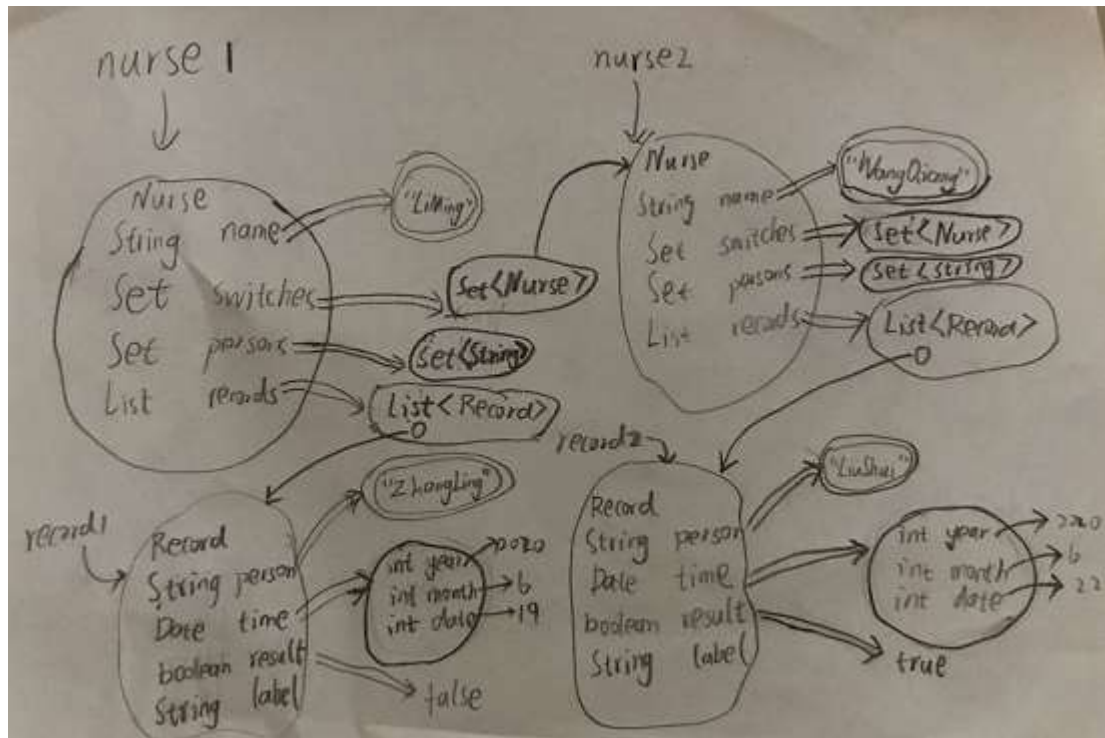 nurse 1
Nurse
String name
"LiMing"
Set switches
Set<Nurse>
Set persons
Set<String>
List records
List<Record>
0
record1
Record
String person
"ZhangLing"
Date time
int year 2020
int month 6
int date 19
boolean result
false
String label
nurse2
Nurse
String name
"WangQiang"
Set switches
Set<Nurse>
Set persons
Set<String>
List records
List<Record>
0
record2
Record
String person
Date time
int year 2020
int month 6
int date 22
boolean result
true
String label